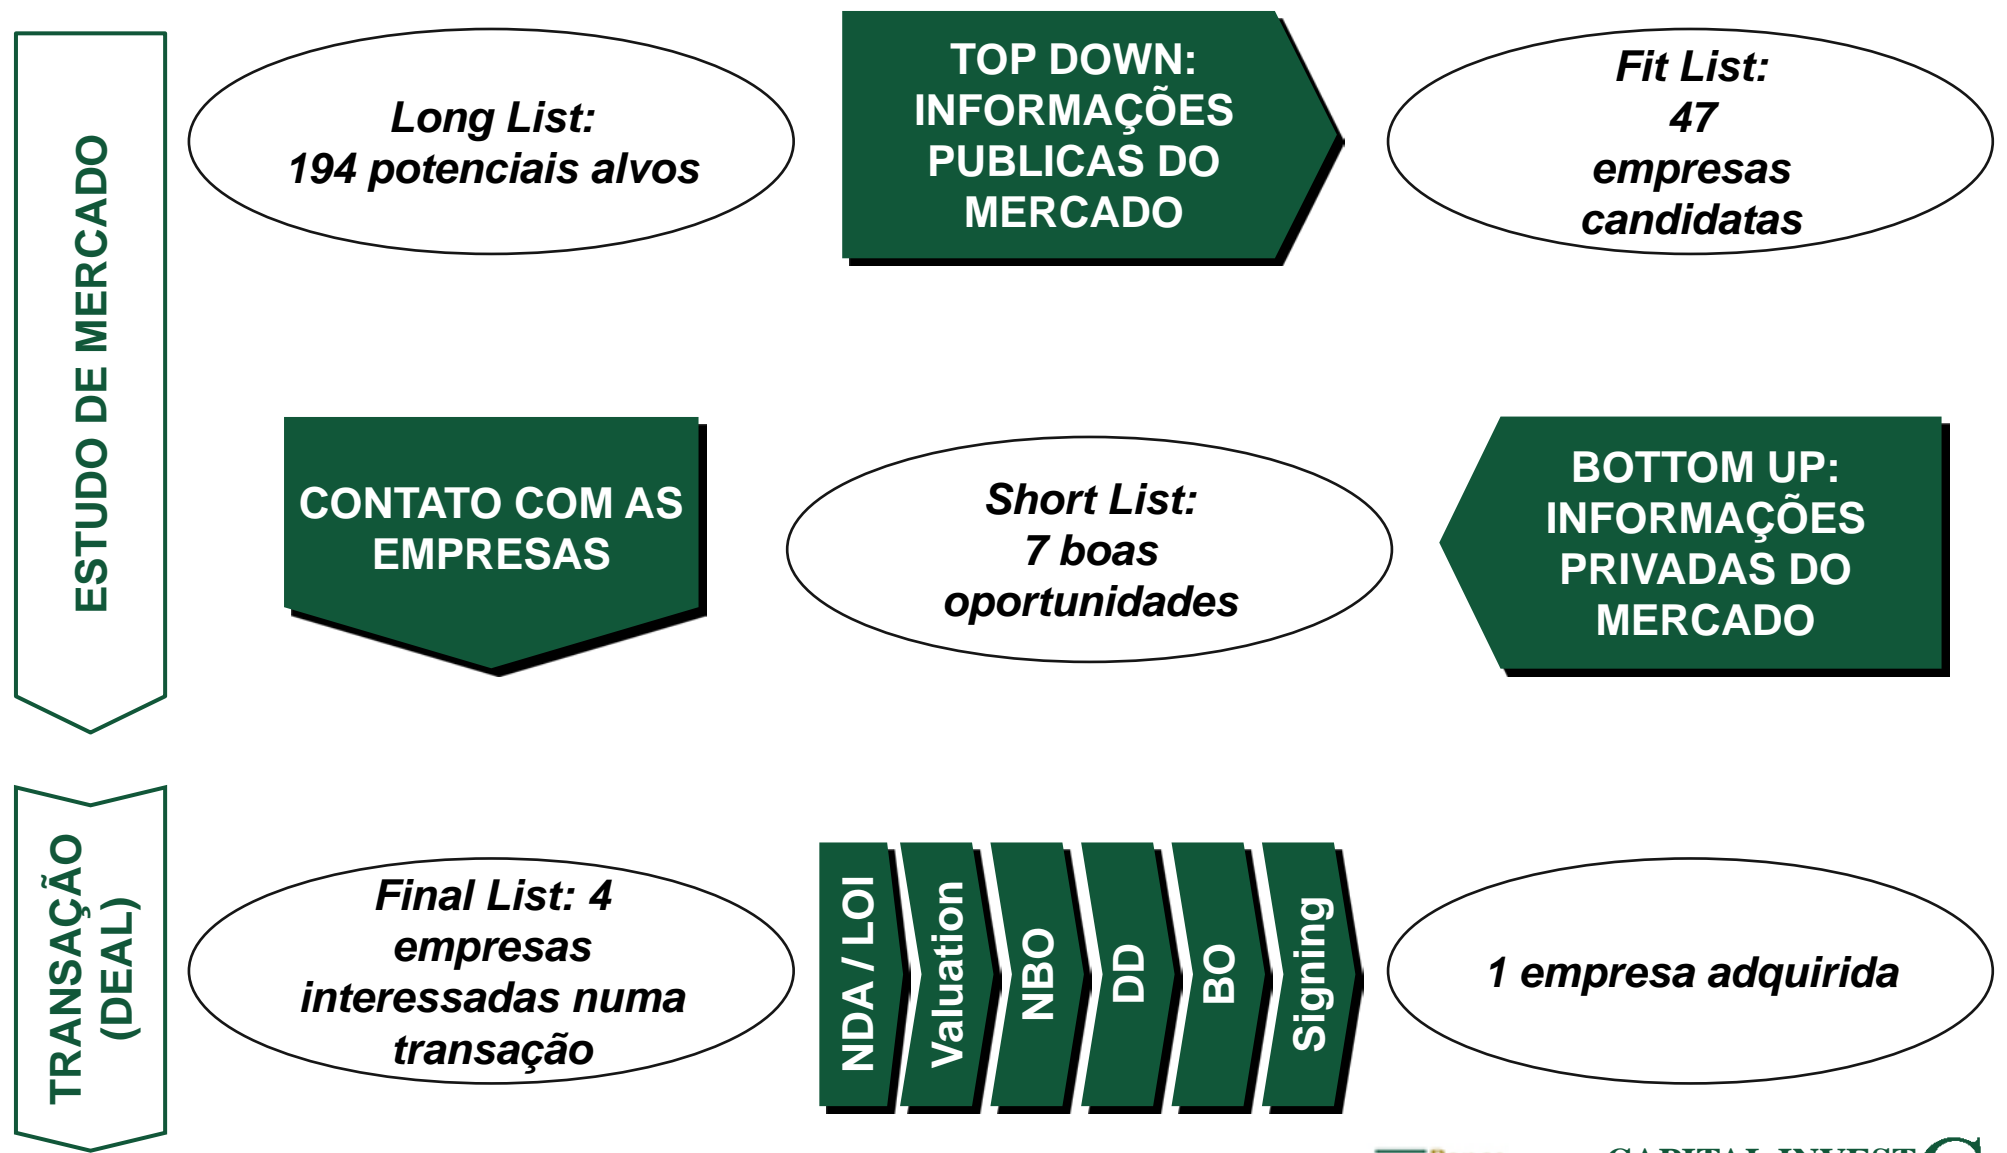 ESTUDO DE MERCADO
Long List:
194 potenciais alvos
TOP DOWN:
INFORMAÇÕES
PUBLICAS DO
MERCADO
Fit List:
47
empresas
candidatas
BOTTOM UP:
INFORMAÇÕES
PRIVADAS DO
MERCADO
Short List:
7 boas
oportunidades
CONTATO COM AS
EMPRESAS
TRANSAÇÃO
(DEAL)
Final List: 4
empresas
interessadas numa
transação
NDA / LOI
Valuation
NBO
DD
BO
Signing
1 empresa adquirida
CAPITAL INVEST